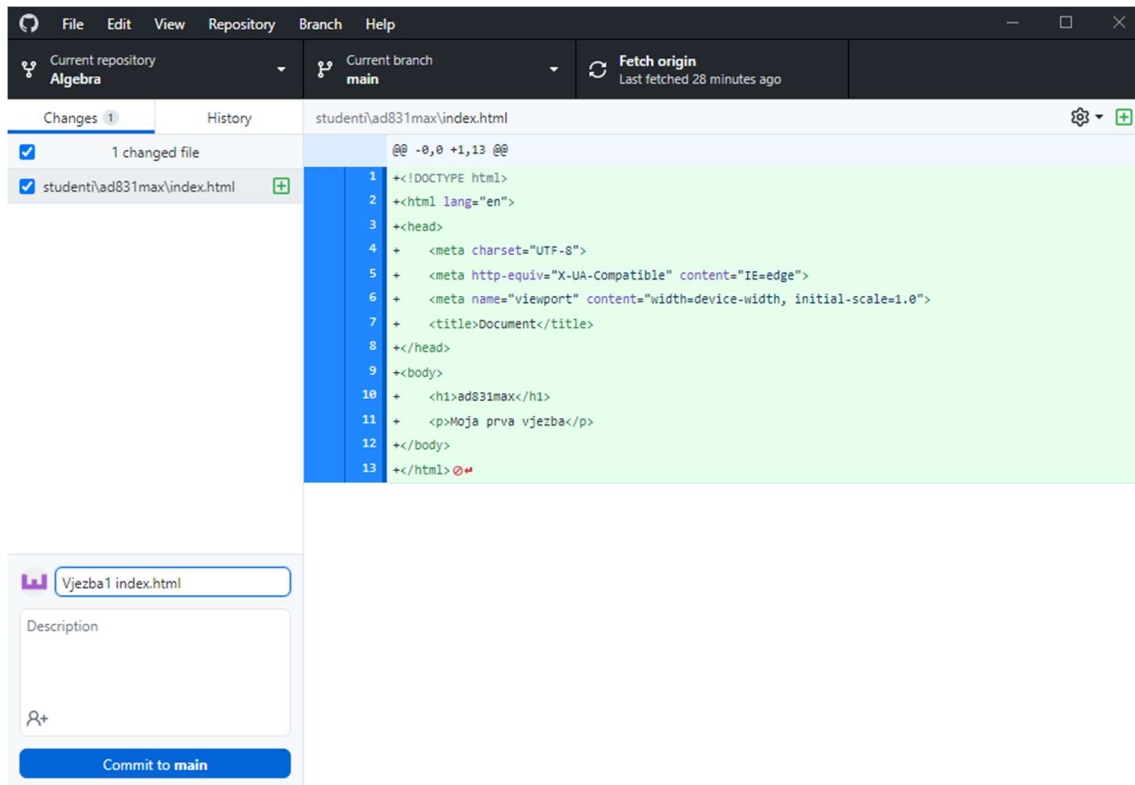 File Edit View Repository Branch Help
Current repository
Algebra
Current branch
main
Fetch origin
Last fetched 28 minutes ago
Changes 1 History
1 changed file
studenti\ad831max\index.html
studenti\ad831max\index.html
@@ -0,0 +1,13 @@
1 +<!DOCTYPE html>
2 +<html lang="en">
3 +<head>
4 +    <meta charset="UTF-8">
5 +    <meta http-equiv="X-UA-Compatible" content="IE=edge">
6 +    <meta name="viewport" content="width=device-width, initial-scale=1.0">
7 +    <title>Document</title>
8 +</head>
9 +<body>
10 +    <h1>ad831max</h1>
11 +    <p>Moja prva vjezba</p>
12 +</body>
13 +</html>
Vjezba1 index.html
Description
Commit to main